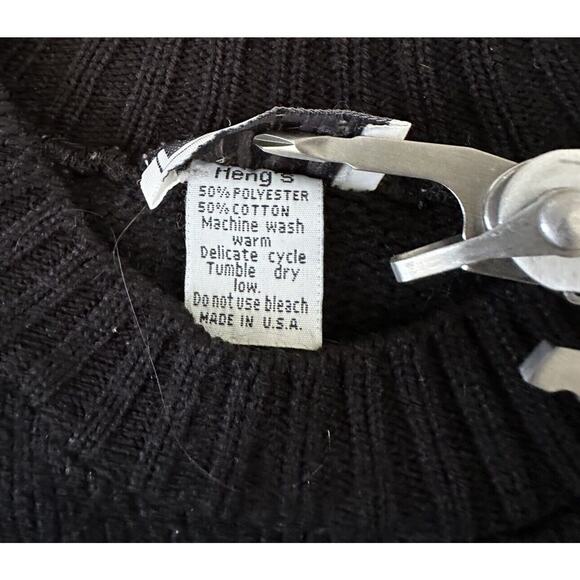 Heng's
50% POLYESTER
50% COTTON
Machine wash
warm
Delicate cycle
Tumble dry
low.
Do not use bleach
MADE IN U.S.A.